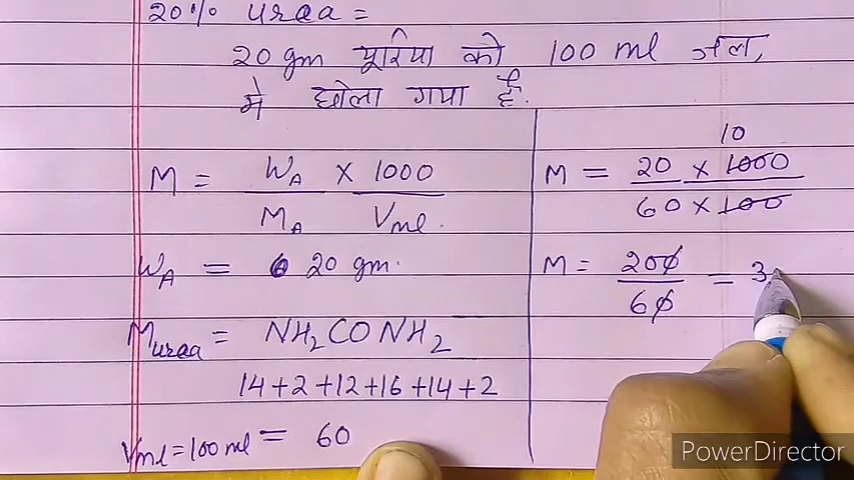 20% urea =
20 gm यूरिया को 100 ml जल,
मे घोला गया है.
M = W_A / M_A × 1000 / V_ml.
W_A = 20 gm.
M_urea = NH₂CONH₂
14+2+12+16+14+2
V_ml = 100 ml = 60
10
M = 20 × 1000 / 60 × 100
M = 200 / 60 = 3.
PowerDirector